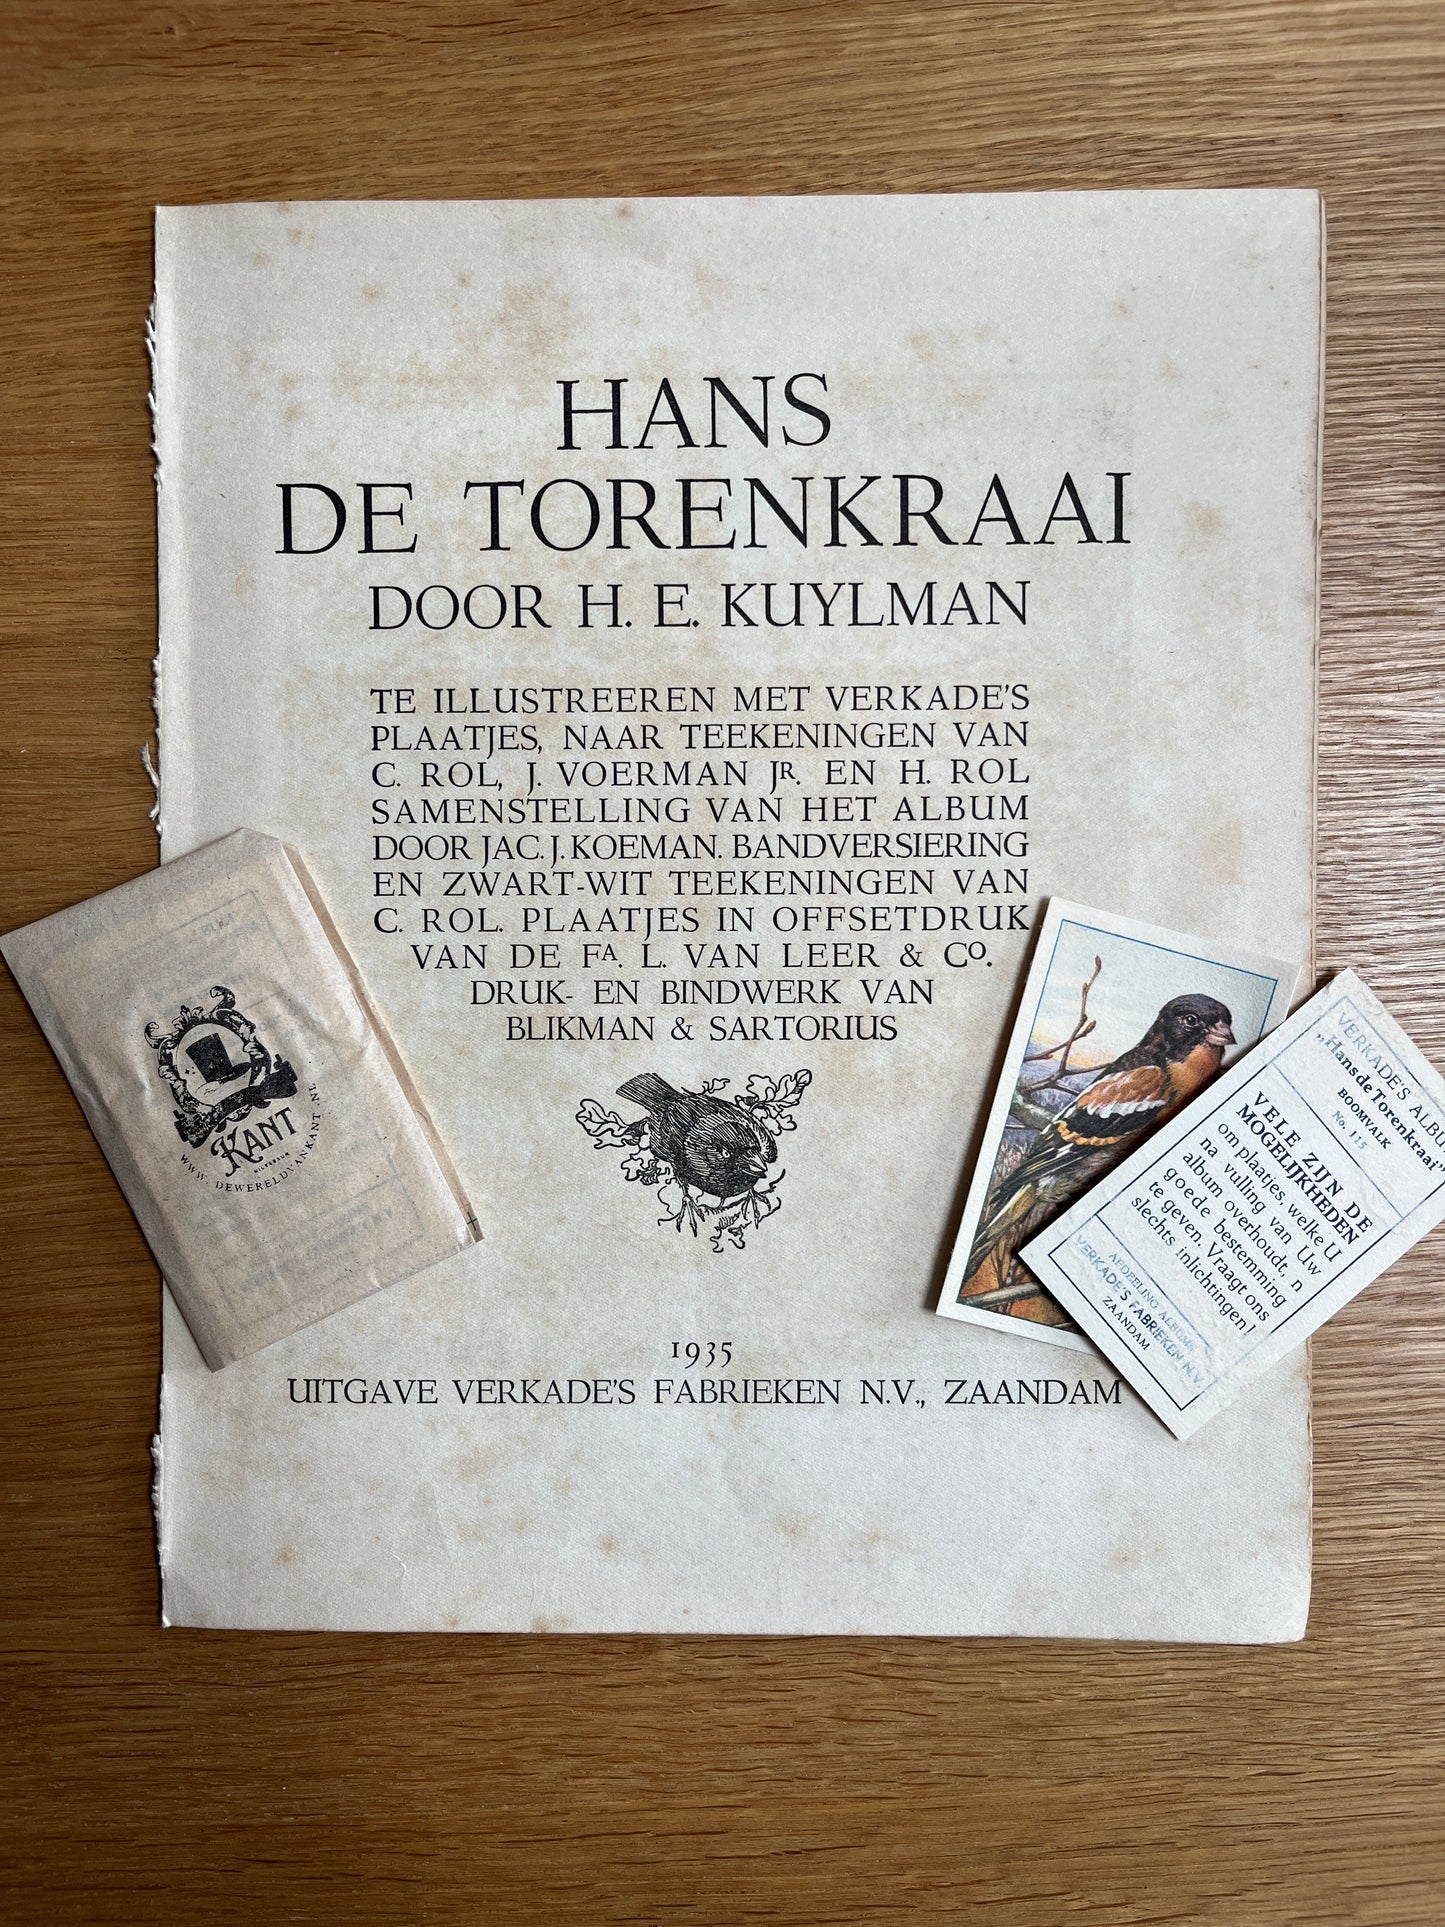 HANS
DE TORENKRAAI
DOOR H. E. KUYLMAN
TE ILLUSTREEREN MET VERKADE'S
PLAATJES, NAAR TEEKENINGEN VAN
C. ROL, J. VOERMAN JR. EN H. ROL
SAMENSTELLING VAN HET ALBUM
DOOR JAC. J. KOEMAN. BANDVERSIERING
EN ZWART-WIT TEEKENINGEN VAN
C. ROL. PLAATJES IN OFFSETDRUK
VAN DE FA. L. VAN LEER & CO.
DRUK- EN BINDWERK VAN
BLIKMAN & SARTORIUS
1935
UITGAVE VERKADE'S FABRIEKEN N.V., ZAANDAM
KANT
HILVERSUM
WWW.DEWERELDVANKANT.NL
VERKADE'S ALBUM
„Hans de Torenkraai"
BOOMVALK
No. 115
VELE ZIJN DE
MOGELIJKHEDEN
om plaatjes, welke U
na vulling van Uw
album overhoudt, n
goede bestemming
te geven. Vraagt ons
slechts inlichtingen!
AFDEELING ALBUMS
VERKADE'S FABRIEKEN N.V.
ZAANDAM